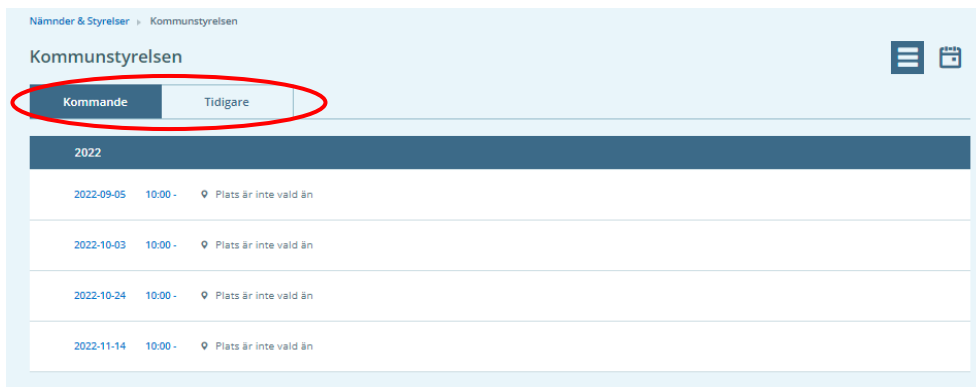 Nämnder & Styrelser Kommunstyrelsen
Kommunstyrelsen
Kommande Tidigare
2022
2022-09-05 10:00 - Plats är inte vald än
2022-10-03 10:00 - Plats är inte vald än
2022-10-24 10:00 - Plats är inte vald än
2022-11-14 10:00 - Plats är inte vald än